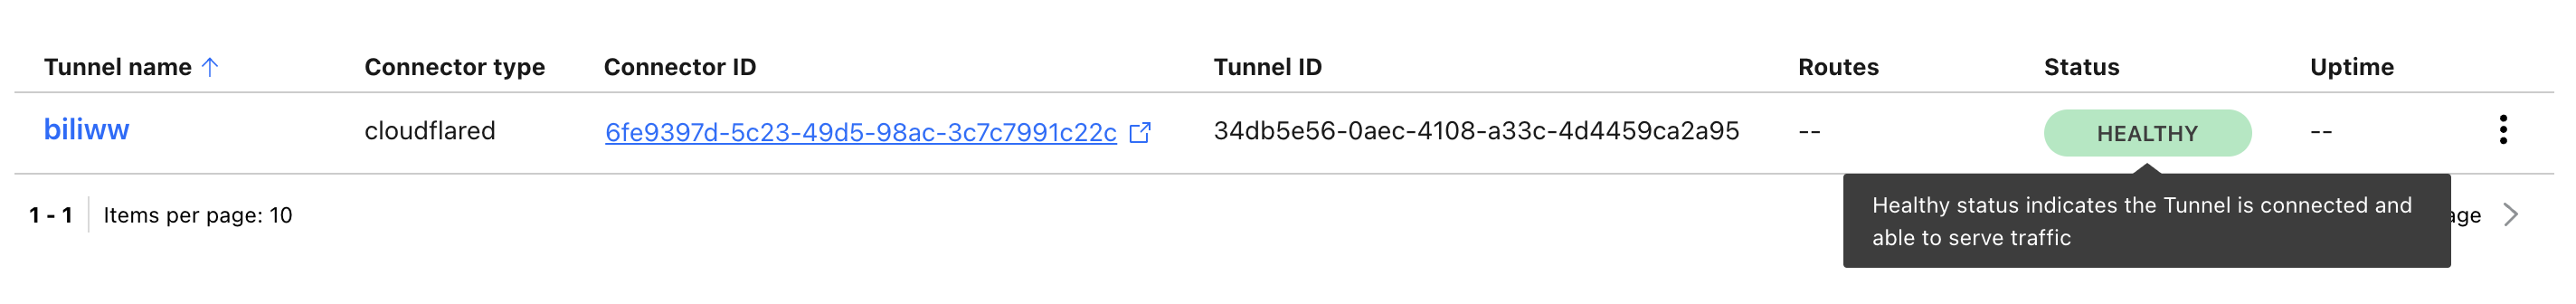 Tunnel name ↑ Connector type Connector ID Tunnel ID Routes Status Uptime
biliww cloudflared 6fe9397d-5c23-49d5-98ac-3c7c7991c22c 34db5e56-0aec-4108-a33c-4d4459ca2a95 -- HEALTHY --
1 - 1 Items per page: 10
Healthy status indicates the Tunnel is connected and
able to serve traffic